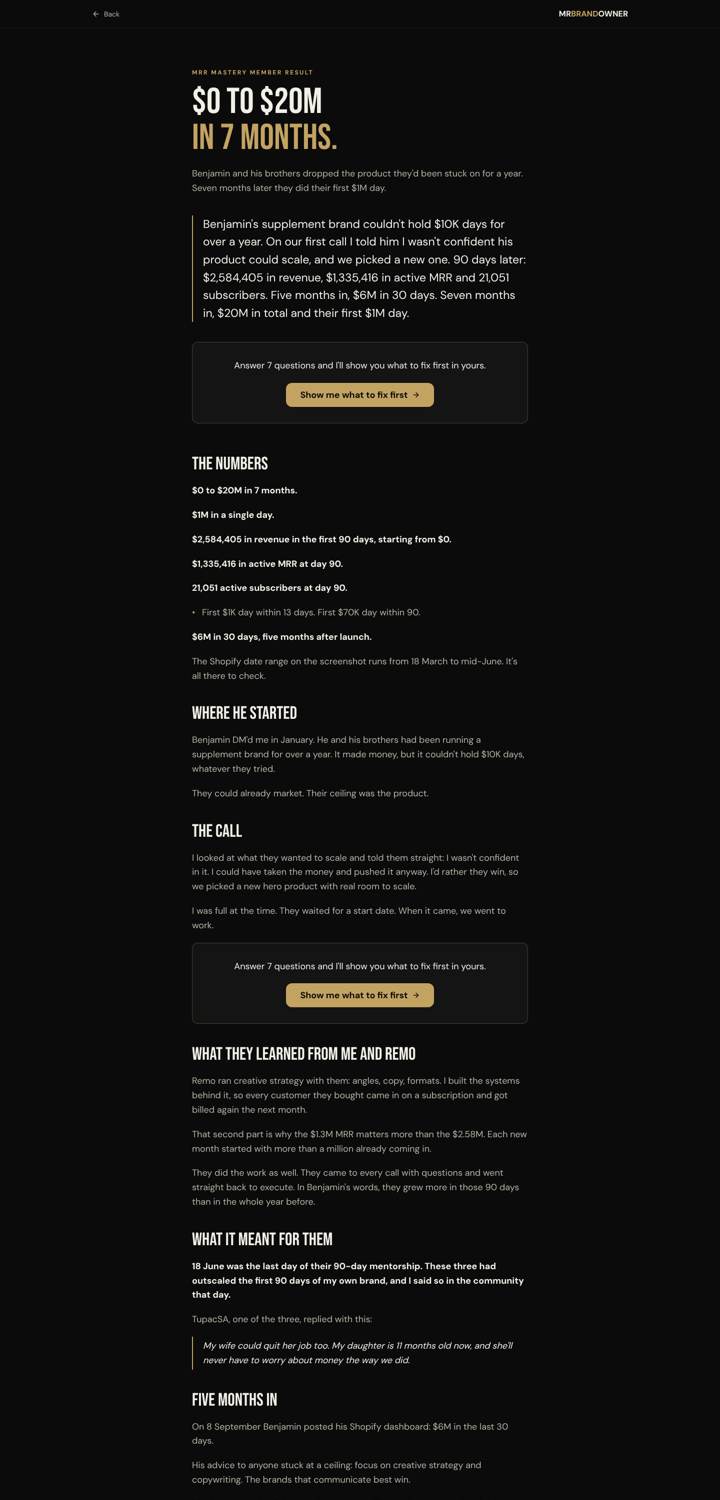 ← Back
MRBRANDOWNER
MRR MASTERY MEMBER RESULT
$0 TO $20M
IN 7 MONTHS.
Benjamin and his brothers dropped the product they'd been stuck on for a year.
Seven months later they did their first $1M day.
Benjamin's supplement brand couldn't hold $10K days for
over a year. On our first call I told him I wasn't confident his
product could scale, and we picked a new one. 90 days later:
$2,584,405 in revenue, $1,335,416 in active MRR and 21,051
subscribers. Five months in, $6M in 30 days. Seven months
in, $20M in total and their first $1M day.
Answer 7 questions and I'll show you what to fix first in yours.
Show me what to fix first →
THE NUMBERS
$0 to $20M in 7 months.
$1M in a single day.
$2,584,405 in revenue in the first 90 days, starting from $0.
$1,335,416 in active MRR at day 90.
21,051 active subscribers at day 90.
• First $1K day within 13 days. First $70K day within 90.
$6M in 30 days, five months after launch.
The Shopify date range on the screenshot runs from 18 March to mid-June. It's
all there to check.
WHERE HE STARTED
Benjamin DM'd me in January. He and his brothers had been running a
supplement brand for over a year. It made money, but it couldn't hold $10K days,
whatever they tried.
They could already market. Their ceiling was the product.
THE CALL
I looked at what they wanted to scale and told them straight: I wasn't confident
in it. I could have taken the money and pushed it anyway. I'd rather they win, so
we picked a new hero product with real room to scale.
I was full at the time. They waited for a start date. When it came, we went to
work.
Answer 7 questions and I'll show you what to fix first in yours.
Show me what to fix first →
WHAT THEY LEARNED FROM ME AND REMO
Remo ran creative strategy with them: angles, copy, formats. I built the systems
behind it, so every customer they bought came in on a subscription and got
billed again the next month.
That second part is why the $1.3M MRR matters more than the $2.58M. Each new
month started with more than a million already coming in.
They did the work as well. They came to every call with questions and went
straight back to execute. In Benjamin's words, they grew more in those 90 days
than in the whole year before.
WHAT IT MEANT FOR THEM
18 June was the last day of their 90-day mentorship. These three had
outscaled the first 90 days of my own brand, and I said so in the community
that day.
TupacSA, one of the three, replied with this:
My wife could quit her job too. My daughter is 11 months old now, and she'll
never have to worry about money the way we did.
FIVE MONTHS IN
On 8 September Benjamin posted his Shopify dashboard: $6M in the last 30
days.
His advice to anyone stuck at a ceiling: focus on creative strategy and
copywriting. The brands that communicate best win.